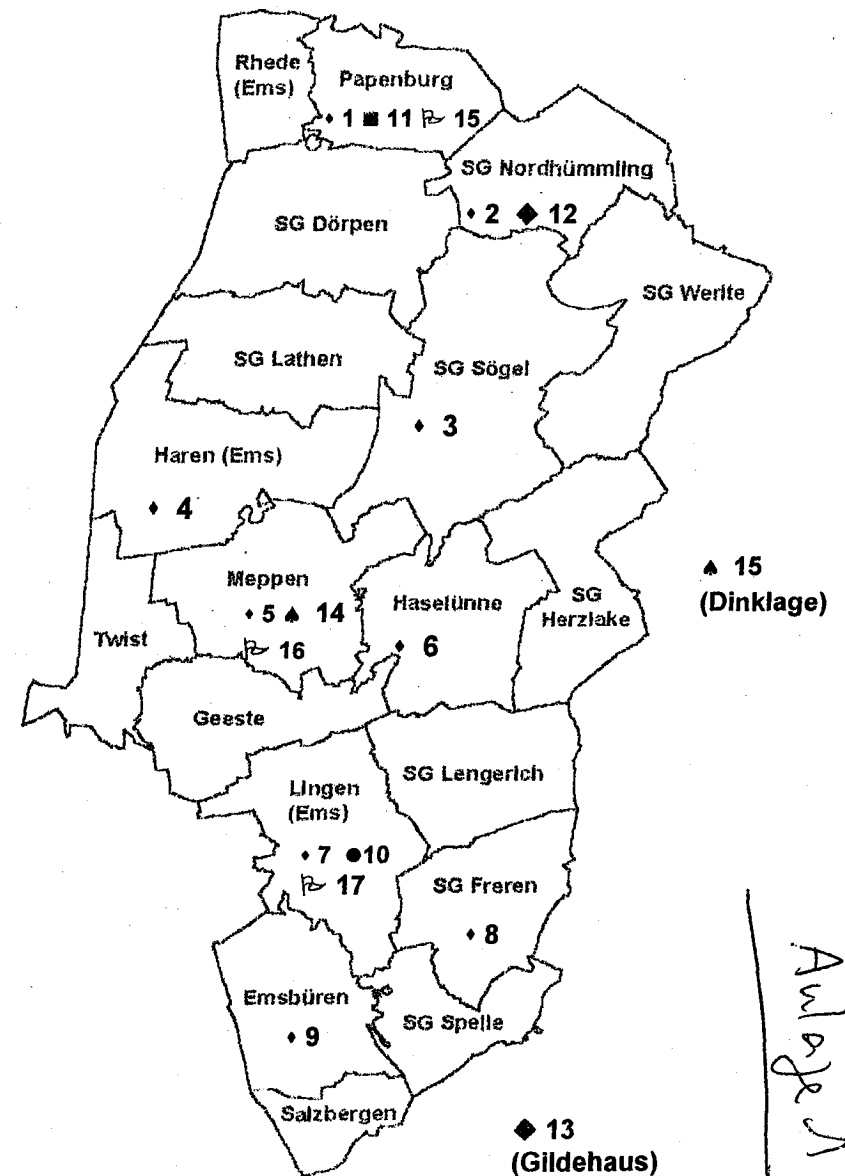 Rhede
(Ems)
Papenburg
♦ 1 ■ 11 🏳 15
SG Nordhümmling
♦ 2 ◆ 12
SG Dörpen
SG Werlte
SG Lathen
SG Sögel
♦ 3
Haren (Ems)
♦ 4
Meppen
♦ 5 ♠ 14
🏳 16
Haselünne
♦ 6
SG
Herzlake
♠ 15
(Dinklage)
Twist
Geeste
SG Lengerich
Lingen
(Ems)
♦ 7 ●10
🏳 17
SG Freren
♦ 8
Emsbüren
♦ 9
SG Spelle
Salzbergen
◆ 13
(Gildehaus)
Anlage 1